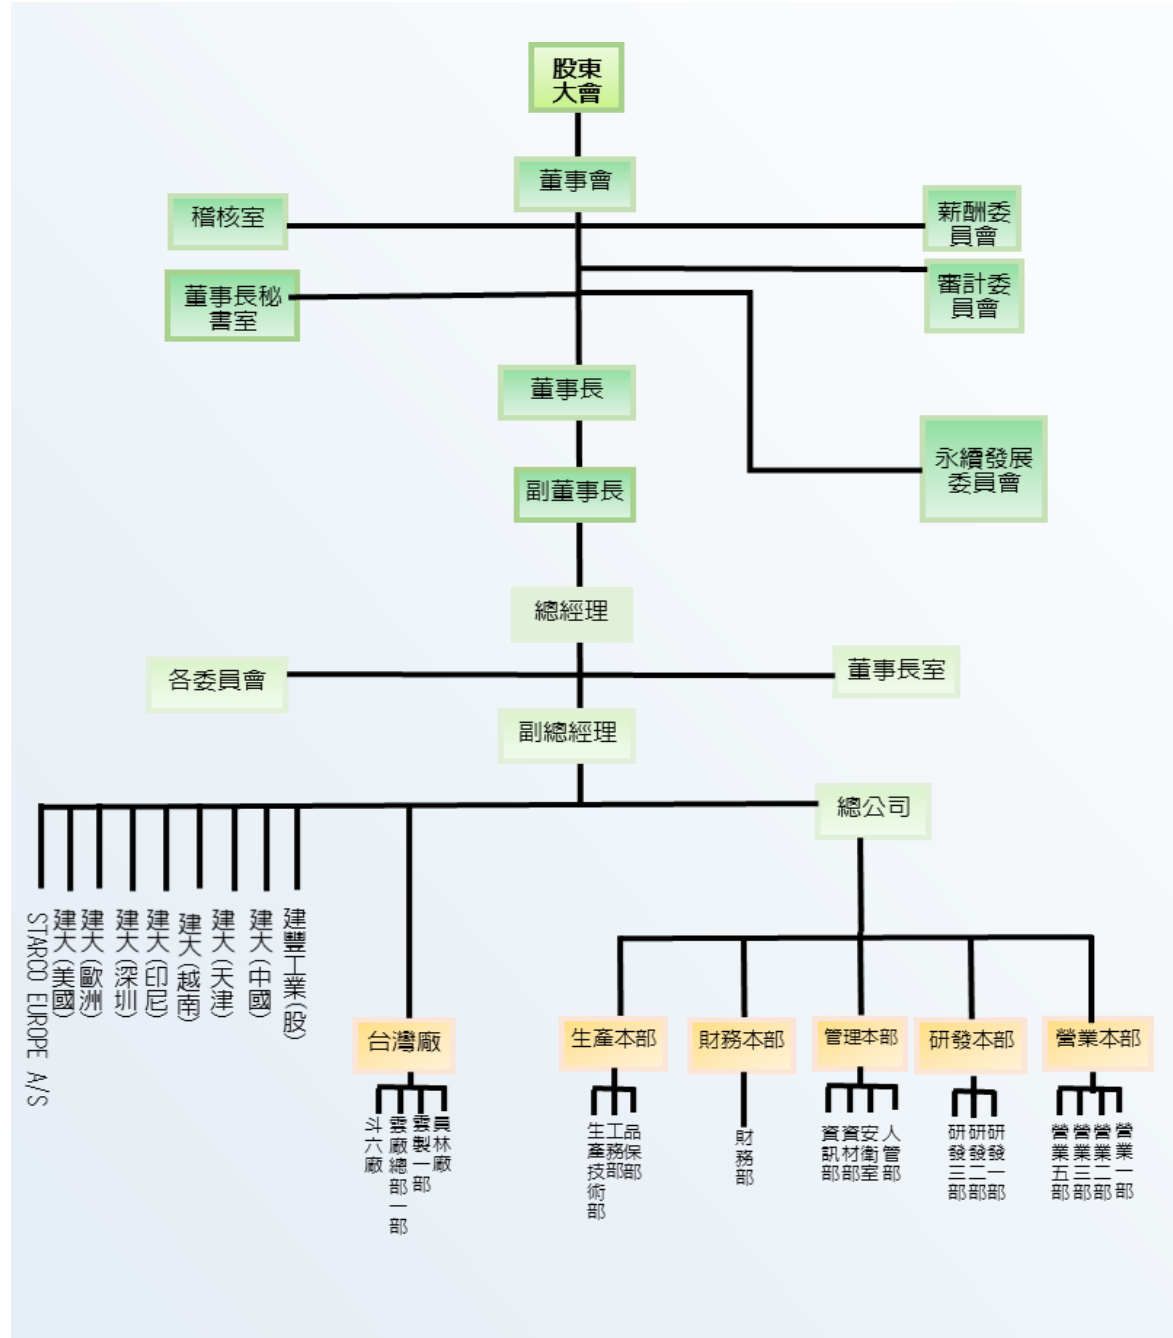 股東
大會
董事會
稽核室
薪酬委
員會
董事長秘
書室
審計委
員會
董事長
副董事長
永續發展
委員會
總經理
各委員會
董事長室
副總經理
總公司
STARCO EUROPE A/S
建大(美國)
建大(歐洲)
建大(深圳)
建大(印尼)
建大(越南)
建大(天津)
建大(中國)
建豐工業(股)
台灣廠
生產本部
財務本部
管理本部
研發本部
營業本部
斗六廠
雲廠總部一部
雲製一部
員林廠
生產技術部
工務部
品保部
財務部
資訊部
資材部
安衛室
人管部
研發三部
研發二部
研發一部
營業五部
營業三部
營業二部
營業一部